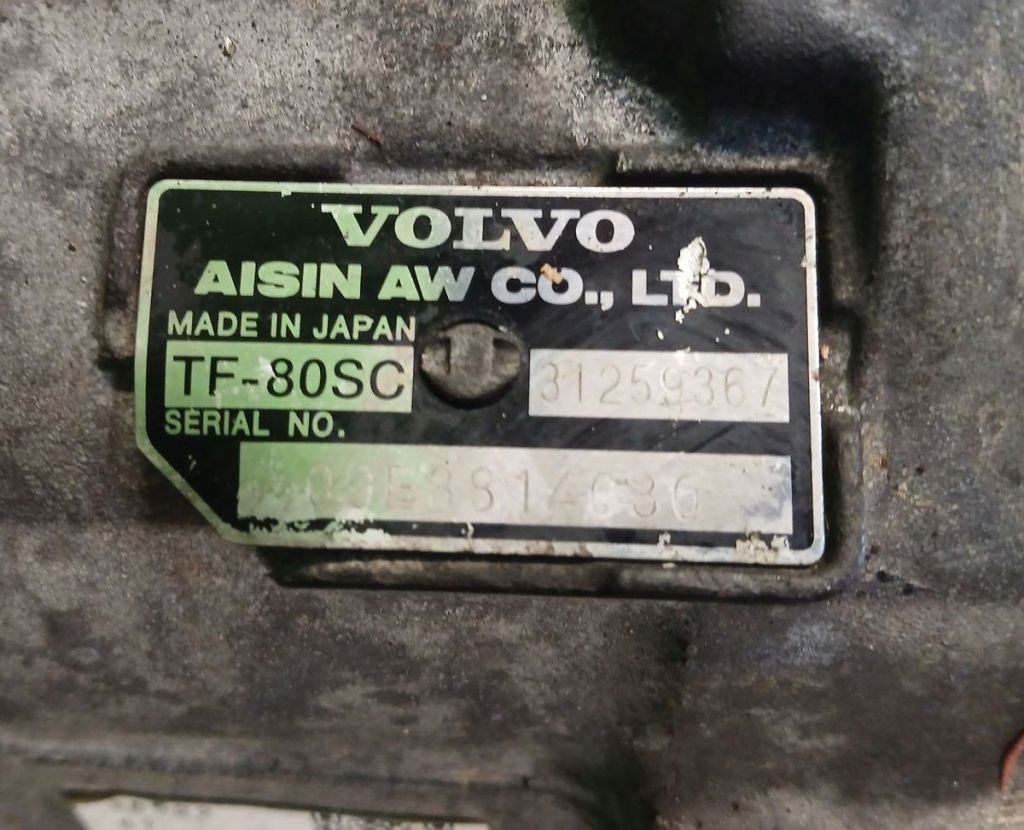 VOLVO
AISIN AW CO., LTD.
MADE IN JAPAN
TF-80SC 31259367
SERIAL NO.